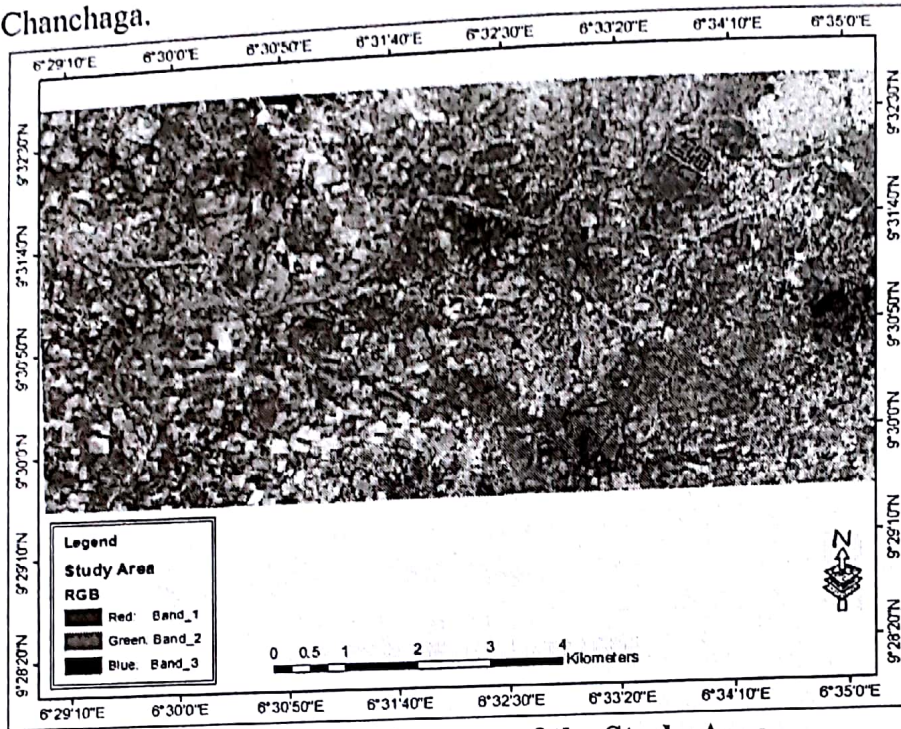 Chanchaga.
6°29'10"E 6°30'0"E 6°30'50"E 6°31'40"E 6°32'30"E 6°33'20"E 6°34'10"E 6°35'0"E
9°32'30"N
9°31'40"N
9°30'50"N
9°30'0"N
9°29'10"N
9°28'20"N
9°32'30"N
9°31'40"N
9°30'50"N
9°30'0"N
9°29'10"N
9°28'20"N
Legend
Study Area
RGB
Red: Band_1
Green: Band_2
Blue: Band_3
N
0 0.5 1 2 3 4
Kilometers
6°29'10"E 6°30'0"E 6°30'50"E 6°31'40"E 6°32'30"E 6°33'20"E 6°34'10"E 6°35'0"E
of the Study Area